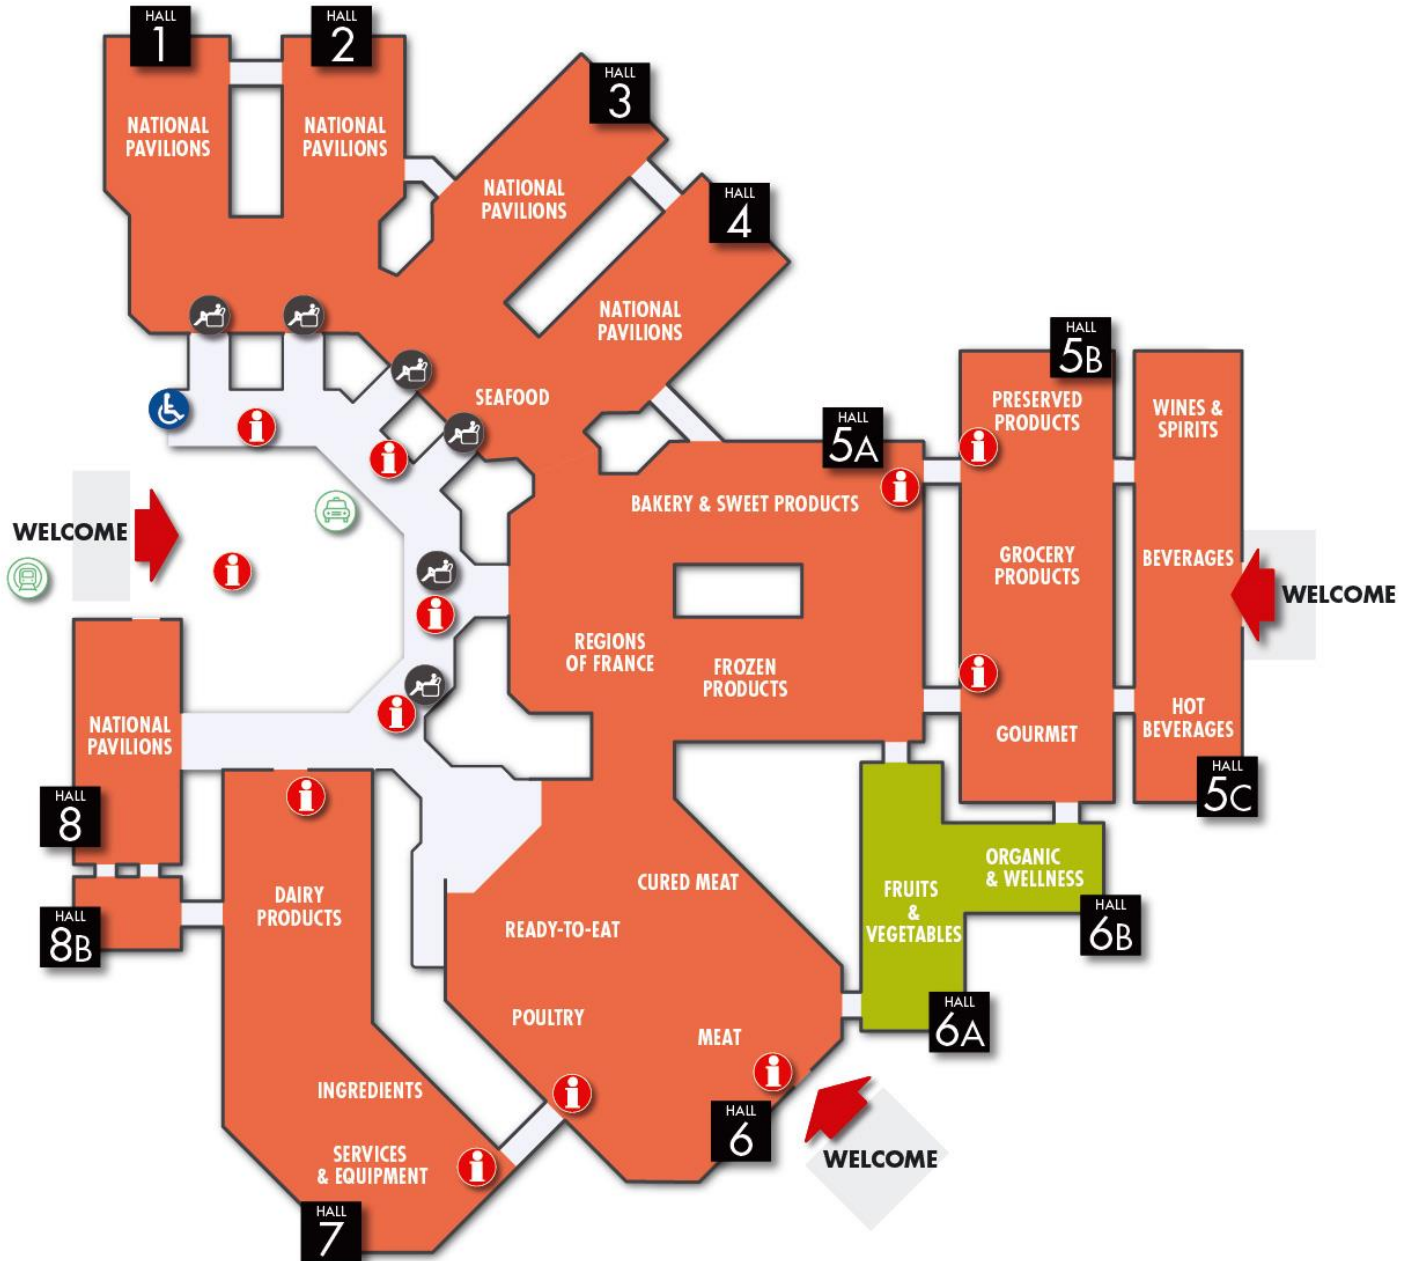 HALL
1
HALL
2
HALL
3
HALL
4
NATIONAL
PAVILIONS
NATIONAL
PAVILIONS
NATIONAL
PAVILIONS
NATIONAL
PAVILIONS
SEAFOOD
HALL
5A
HALL
5B
PRESERVED
PRODUCTS
WINES &
SPIRITS
BAKERY & SWEET PRODUCTS
WELCOME
GROCERY
PRODUCTS
BEVERAGES
WELCOME
REGIONS
OF FRANCE
FROZEN
PRODUCTS
GOURMET
HOT
BEVERAGES
HALL
5C
NATIONAL
PAVILIONS
HALL
8
HALL
8B
DAIRY
PRODUCTS
CURED MEAT
READY-TO-EAT
FRUITS
&
VEGETABLES
ORGANIC
& WELLNESS
HALL
6B
HALL
6A
POULTRY
MEAT
INGREDIENTS
SERVICES
& EQUIPMENT
HALL
6
WELCOME
HALL
7